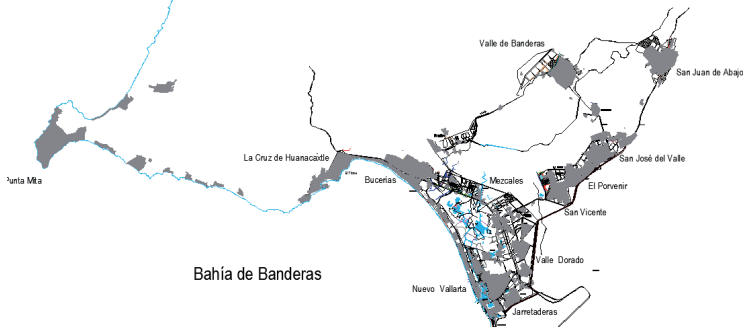 Valle de Banderas
San Juan de Abajo
La Cruz de Huanacaxtle
San José del Valle
Punta Mita
Bucerías
Mezcales
El Porvenir
San Vicente
Valle Dorado
Bahía de Banderas
Nuevo Vallarta
Jarretaderas